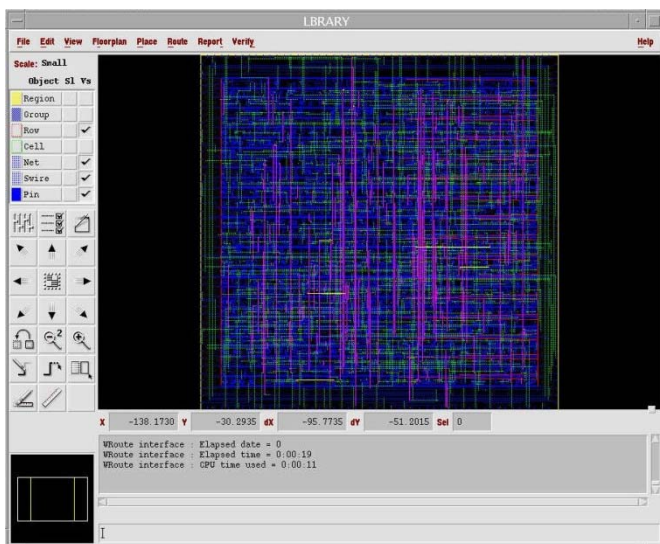 LBRARY
File Edit View Floorplan Place Route Report Verify Help
Scale: Small
Object Sl Vs
Region
Group
Row
Cell
Net
Swire
Pin
2
X -138.1730 Y -30.2935 dX -95.7735 dY -51.2015 Sel 0
WRoute interface : Elapsed date = 0
WRoute interface : Elapsed time = 0:00:19
WRoute interface : CPU time used = 0:00:11